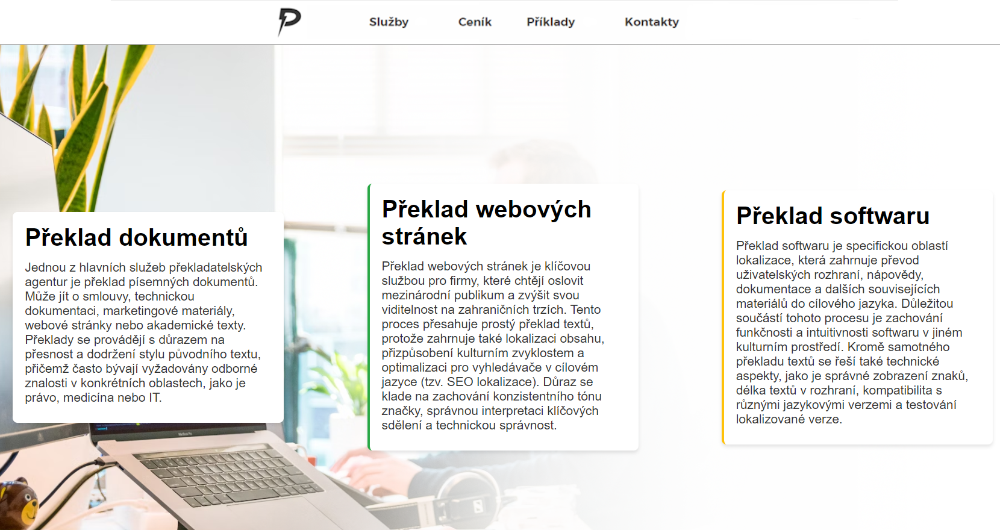 Služby Ceník Příklady Kontakty
Překlad dokumentů
Jednou z hlavních služeb překladatelských
agentur je překlad písemných dokumentů.
Může jít o smlouvy, technickou
dokumentaci, marketingové materiály,
webové stránky nebo akademické texty.
Překlady se provádějí s důrazem na
přesnost a dodržení stylu původního textu,
přičemž často bývají vyžadovány odborné
znalosti v konkrétních oblastech, jako je
právo, medicína nebo IT.
Překlad webových
stránek
Překlad webových stránek je klíčovou
službou pro firmy, které chtějí oslovit
mezinárodní publikum a zvýšit svou
viditelnost na zahraničních trzích. Tento
proces přesahuje prostý překlad textů,
protože zahrnuje také lokalizaci obsahu,
přizpůsobení kulturním zvyklostem a
optimalizaci pro vyhledávače v cílovém
jazyce (tzv. SEO lokalizace). Důraz se
klade na zachování konzistentního tónu
značky, správnou interpretaci klíčových
sdělení a technickou správnost.
Překlad softwaru
Překlad softwaru je specifickou oblastí
lokalizace, která zahrnuje převod
uživatelských rozhraní, nápovědy,
dokumentace a dalších souvisejících
materiálů do cílového jazyka. Důležitou
součástí tohoto procesu je zachování
funkčnosti a intuitivnosti softwaru v jiném
kulturním prostředí. Kromě samotného
překladu textů se řeší také technické
aspekty, jako je správné zobrazení znaků,
délka textů v rozhraní, kompatibilita s
různými jazykovými verzemi a testování
lokalizované verze.
MacBook Pro